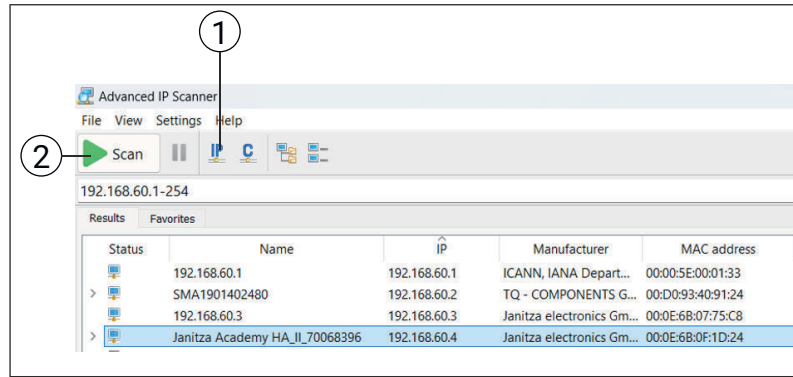 1
Advanced IP Scanner
File View Settings Help
2 Scan IP C
192.168.60.1-254
Results Favorites
Status Name IP Manufacturer MAC address
192.168.60.1 192.168.60.1 ICANN, IANA Depart... 00:00:5E:00:01:33
SMA1901402480 192.168.60.2 TQ - COMPONENTS G... 00:D0:93:40:91:24
192.168.60.3 192.168.60.3 Janitza electronics Gm... 00:0E:6B:07:75:C8
Janitza Academy HA_II_70068396 192.168.60.4 Janitza electronics Gm... 00:0E:6B:0F:1D:24